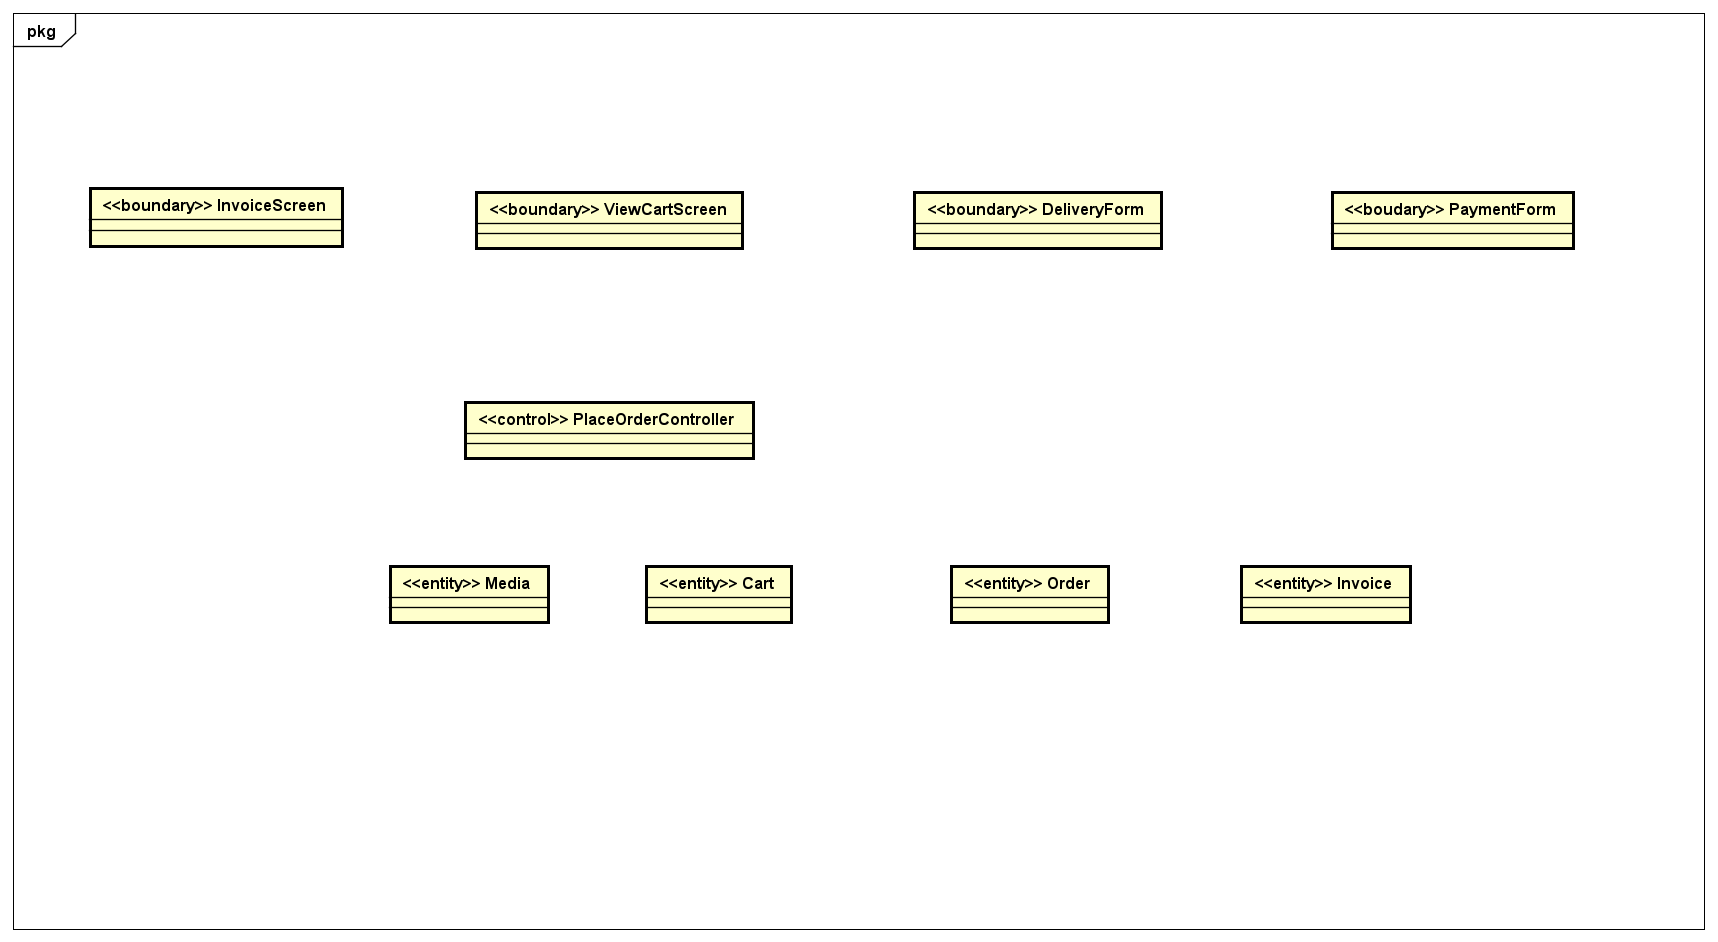 pkg
<<boundary>> InvoiceScreen
<<boundary>> ViewCartScreen
<<boundary>> DeliveryForm
<<boudary>> PaymentForm
<<control>> PlaceOrderController
<<entity>> Media
<<entity>> Cart
<<entity>> Order
<<entity>> Invoice